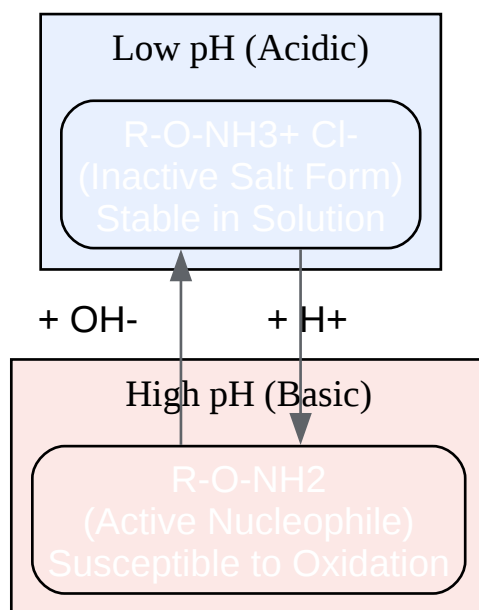 Low pH (Acidic)
R-O-NH3+ Cl-
(Inactive Salt Form)
Stable in Solution
+ OH-
+ H+
High pH (Basic)
R-O-NH2
(Active Nucleophile)
Susceptible to Oxidation